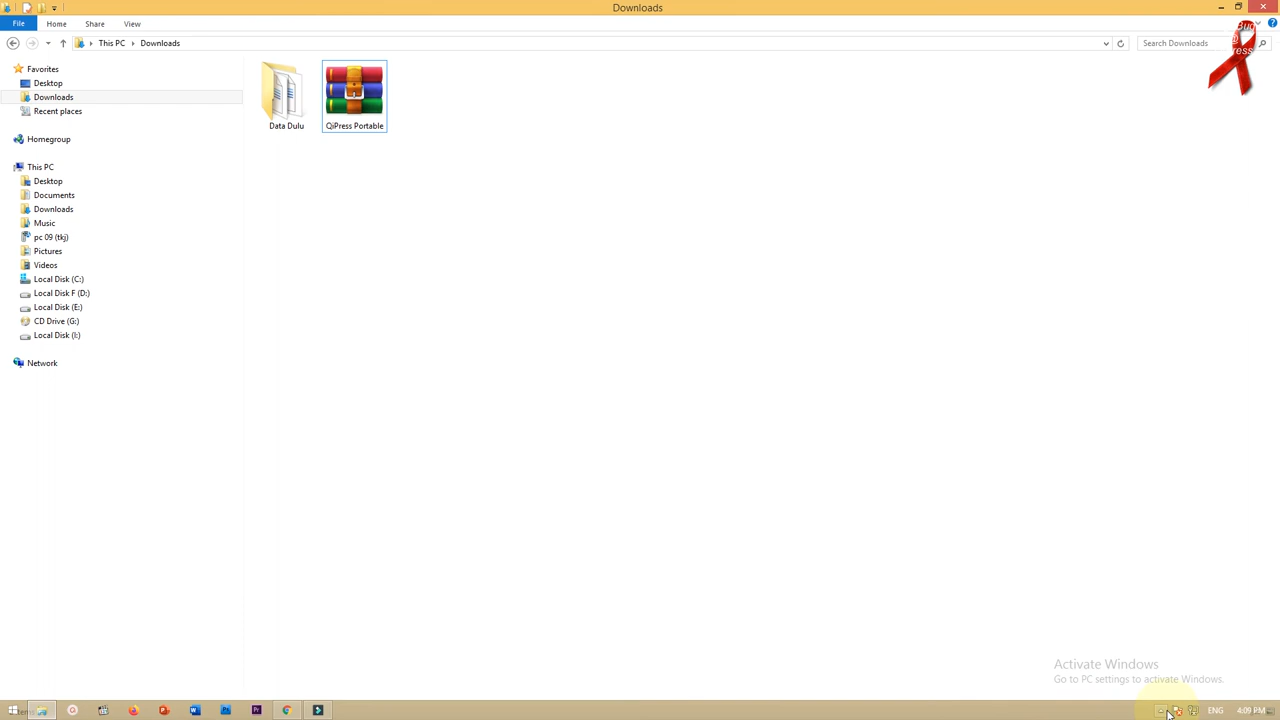 Downloads
File Home Share View
This PC Downloads
Search Downloads
Favorites
Desktop
Downloads
Recent places
Homegroup
This PC
Desktop
Documents
Downloads
Music
pc 09 (tkj)
Pictures
Videos
Local Disk (C:)
Local Disk F (D:)
Local Disk (E:)
CD Drive (G:)
Local Disk (I:)
Network
Data Dulu
QiPress Portable
Activate Windows
Go to PC settings to activate Windows.
ENG 4:09 PM